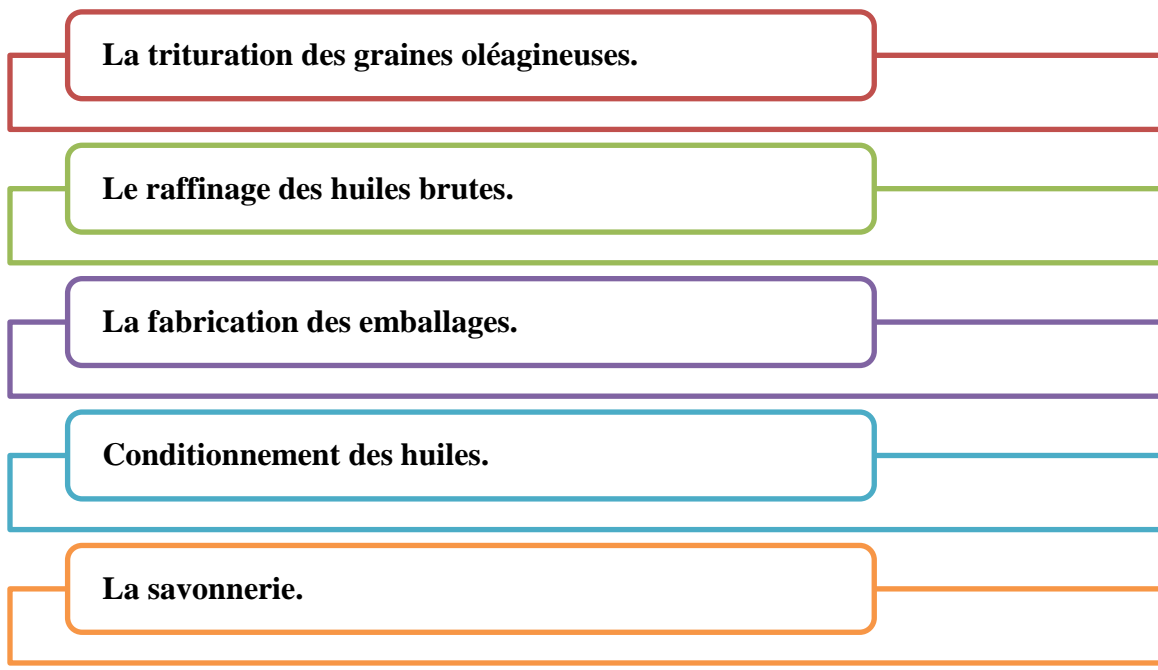 La trituration des graines oléagineuses.
Le raffinage des huiles brutes.
La fabrication des emballages.
Conditionnement des huiles.
La savonnerie.